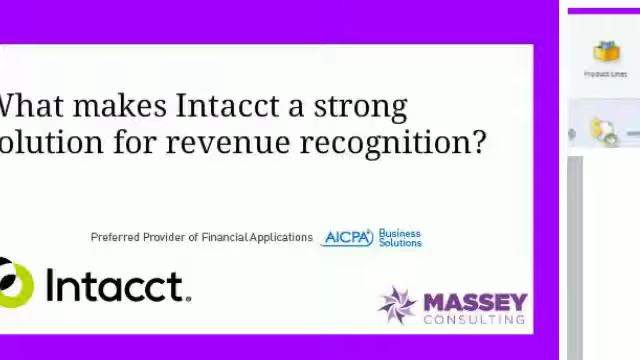 What makes Intacct a strong
olution for revenue recognition?
Preferred Provider of Financial Applications AICPA Business Solutions
Intacct
MASSEY
CONSULTING
Product Lines